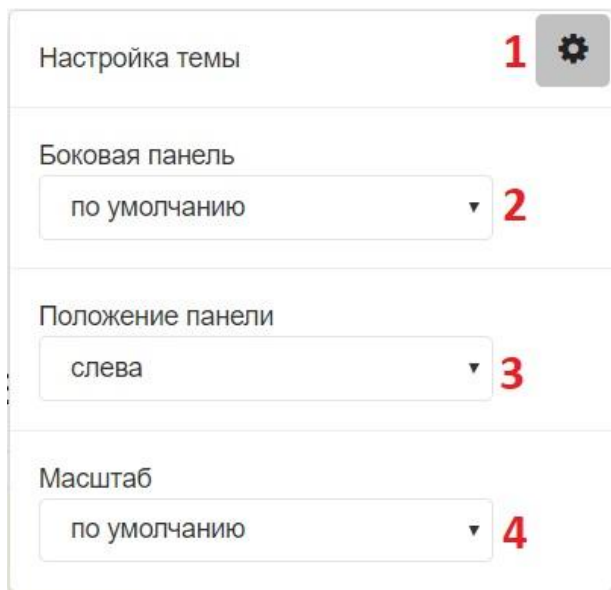 Настройка темы 1
Боковая панель
по умолчанию 2
Положение панели
слева 3
Масштаб
по умолчанию 4